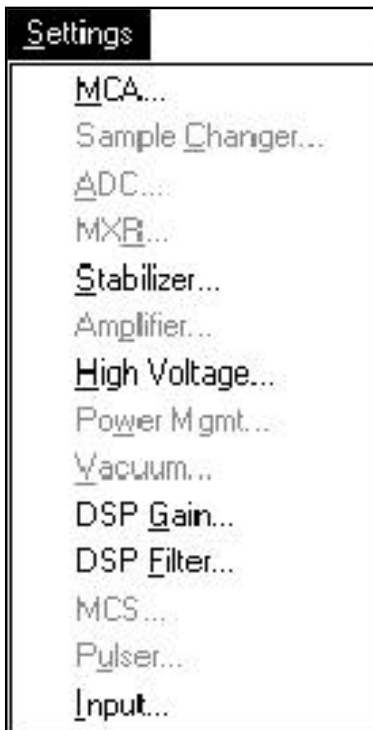 Settings
MCA...
Sample Changer...
ADC...
MXR...
Stabilizer...
Amplifier...
High Voltage...
Power Mgmt...
Vacuum...
DSP Gain...
DSP Filter...
MCS...
Pulser...
Input...